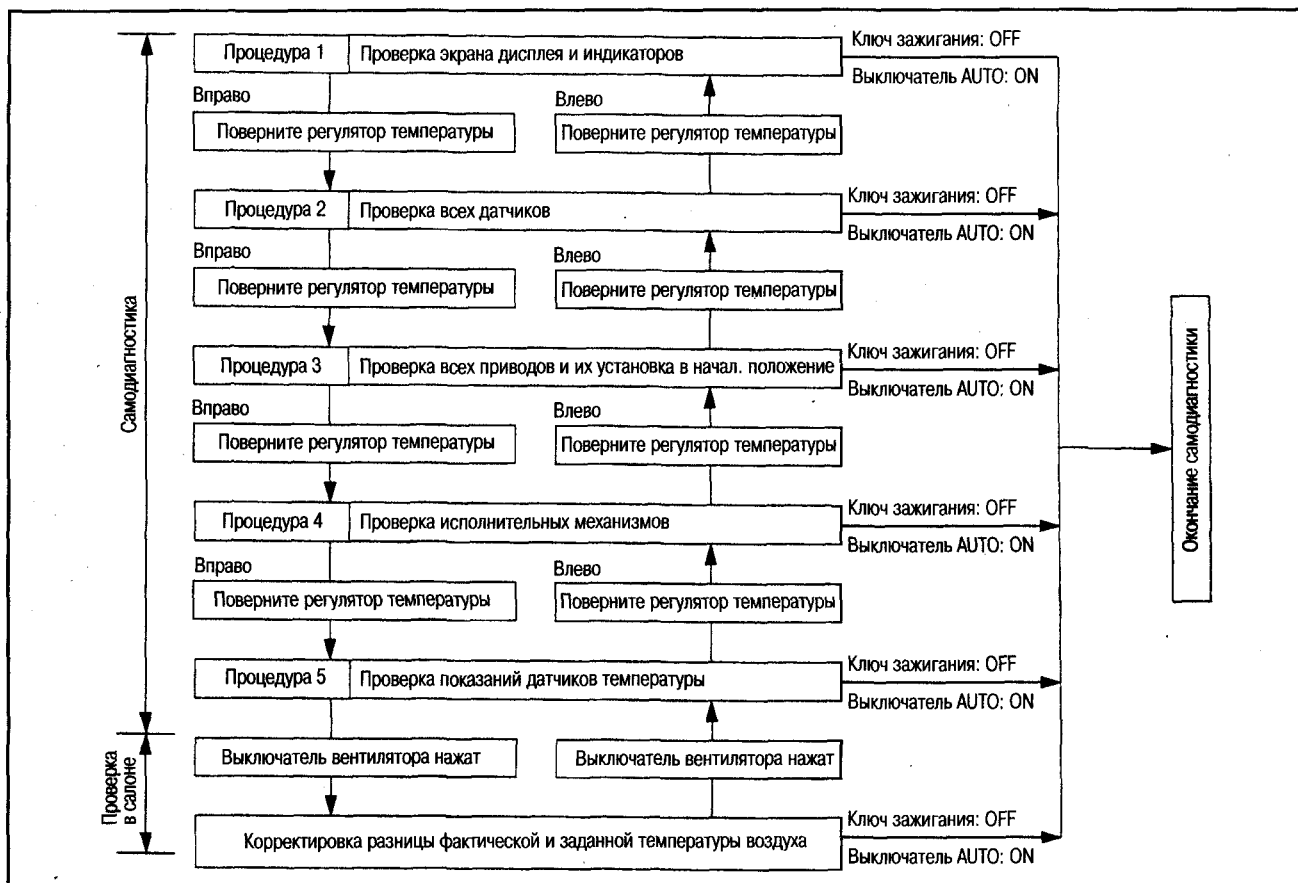 Процедура 1
Проверка экрана дисплея и индикаторов
Ключ зажигания: OFF
Выключатель AUTO: ON
Вправо
Влево
Поверните регулятор температуры
Поверните регулятор температуры
Процедура 2
Проверка всех датчиков
Ключ зажигания: OFF
Выключатель AUTO: ON
Вправо
Влево
Поверните регулятор температуры
Поверните регулятор температуры
Процедура 3
Проверка всех приводов и их установка в начал. положение
Ключ зажигания: OFF
Выключатель AUTO: ON
Вправо
Влево
Поверните регулятор температуры
Поверните регулятор температуры
Процедура 4
Проверка исполнительных механизмов
Ключ зажигания: OFF
Выключатель AUTO: ON
Вправо
Влево
Поверните регулятор температуры
Поверните регулятор температуры
Процедура 5
Проверка показаний датчиков температуры
Ключ зажигания: OFF
Выключатель AUTO: ON
Выключатель вентилятора нажат
Выключатель вентилятора нажат
Корректировка разницы фактической и заданной температуры воздуха
Ключ зажигания: OFF
Выключатель AUTO: ON
Самодиагностика
Проверка
в салоне
Окончание самодиагностики